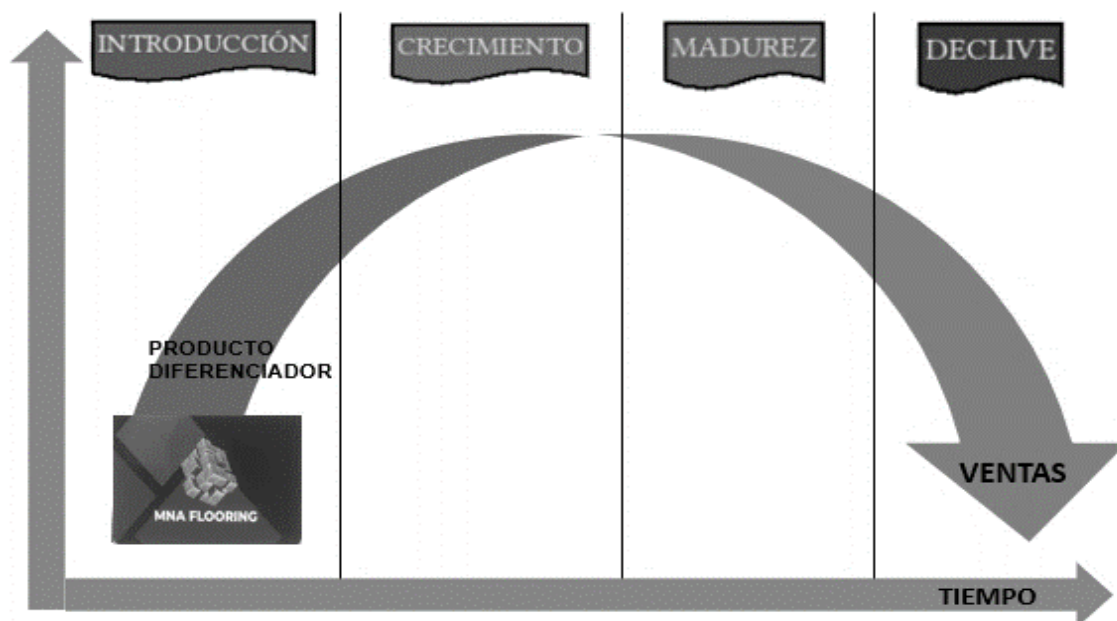 INTRODUCCIÓN
CRECIMIENTO
MADUREZ
DECLIVE
PRODUCTO
DIFERENCIADOR
MNA FLOORING
VENTAS
TIEMPO